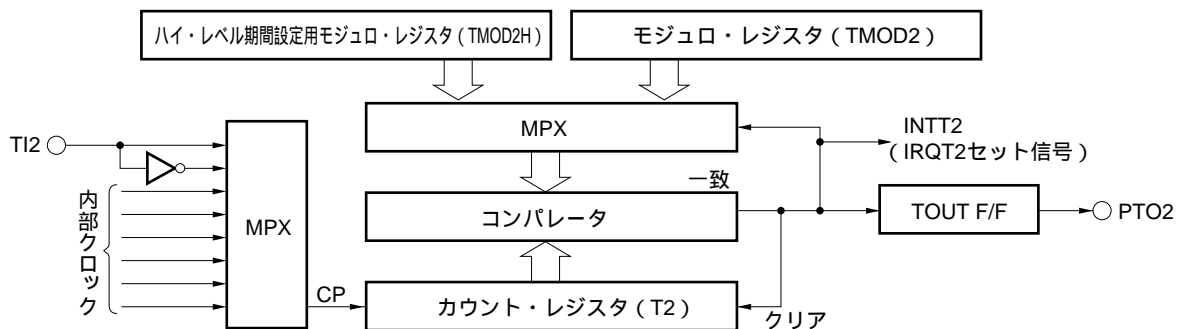 ハイ・レベル期間設定用モジュロ・レジスタ（TMOD2H）
モジュロ・レジスタ（TMOD2）
MPX
INTT2
（IRQT2セット信号）
TI2
一致
MPX
コンパレータ
TOUT F/F
PTO2
内部クロック
CP
カウント・レジスタ（T2）
クリア